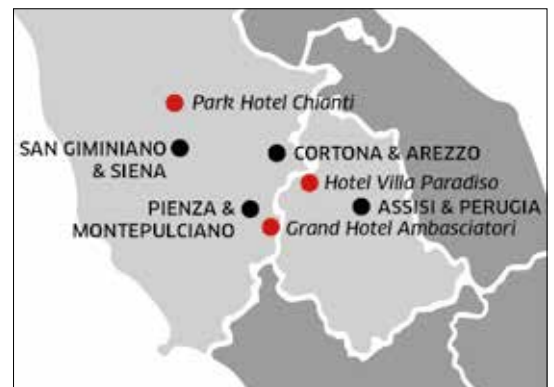 Park Hotel Chianti
SAN GIMINIANO
& SIENA
CORTONA & AREZZO
Hotel Villa Paradiso
PIENZA &
MONTEPULCIANO
ASSISI & PERUGIA
Grand Hotel Ambasciatori